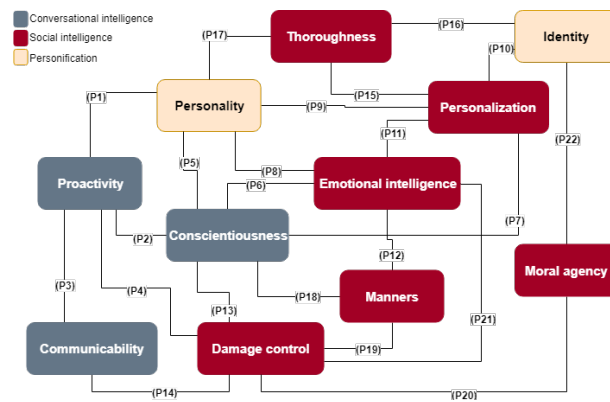 Conversational intelligence
Social intelligence
Personification
Thoroughness
(P16)
Identity
(P17)
(P10)
(P1)
Personality
(P9)
(P15)
Personalization
(P11)
(P22)
(P5)
(P8)
Proactivity
(P6)
Emotional intelligence
(P2)
Conscientiousness
(P7)
(P12)
Moral agency
(P3)
(P4)
(P18)
Manners
(P13)
(P21)
Communicability
Damage control
(P19)
(P14)
(P20)